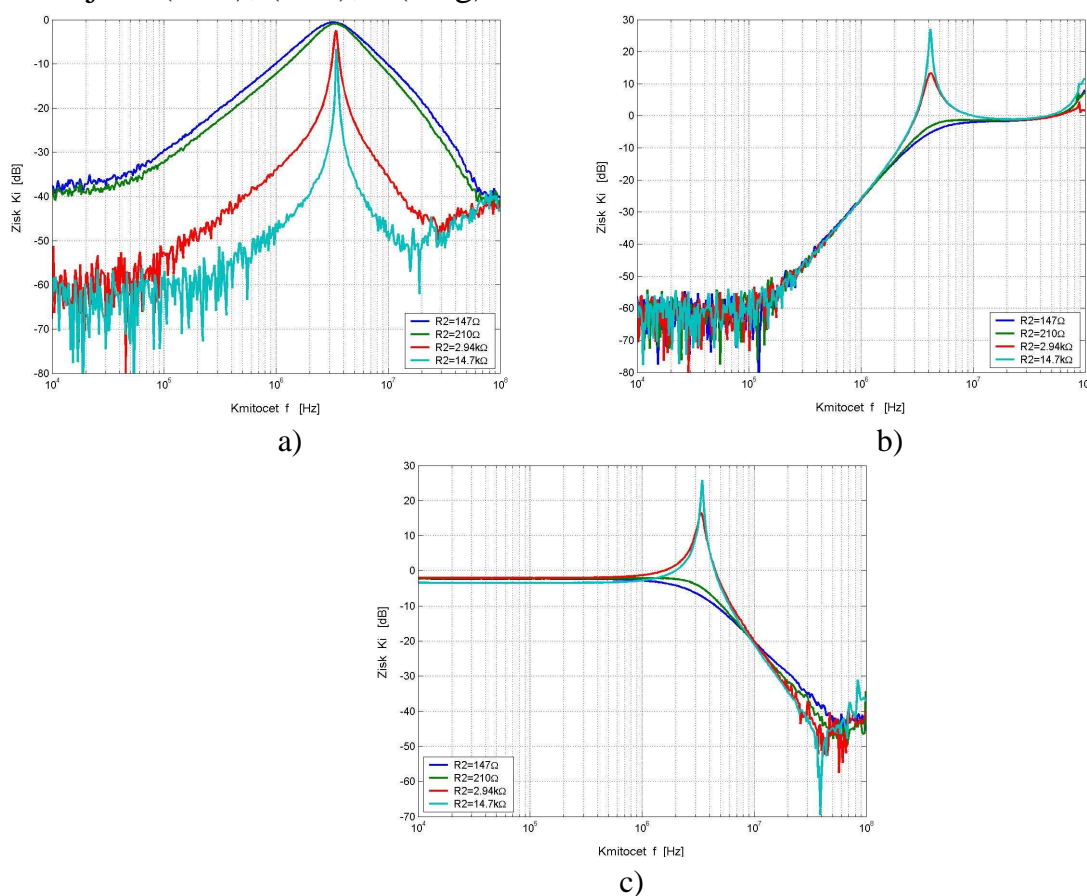 Zisk Ki [dB]
0
-10
-20
-30
-40
-50
-60
-70
-80
10^4
10^5
10^6
10^7
10^8
Kmitocet f [Hz]
R2=147Ω
R2=210Ω
R2=2.94kΩ
R2=14.7kΩ
a)
Zisk Ki [dB]
30
20
10
0
-10
-20
-30
-40
-50
-60
-70
-80
10^4
10^5
10^6
10^7
10
Kmitocet f [Hz]
R2=147Ω
R2=210Ω
R2=2.94kΩ
R2=14.7kΩ
b)
Zisk Ki [dB]
30
20
10
0
-10
-20
-30
-40
-50
-60
-70
10^4
10^5
10^6
10^7
10^8
Kmitocet f [Hz]
R2=147Ω
R2=210Ω
R2=2.94kΩ
R2=14.7kΩ
c)